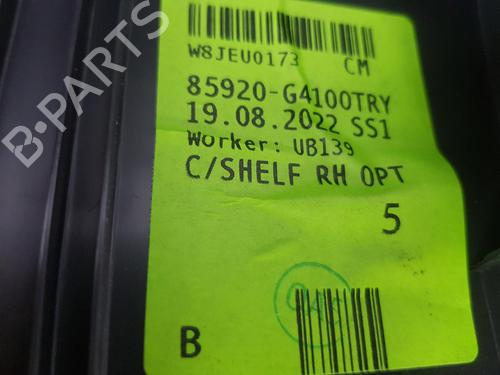 W8JEU0173 CM
85920-G4100TRY
19.08.2022 SS1
Worker: UB139
C/SHELF RH OPT
5
B
B-PARTS